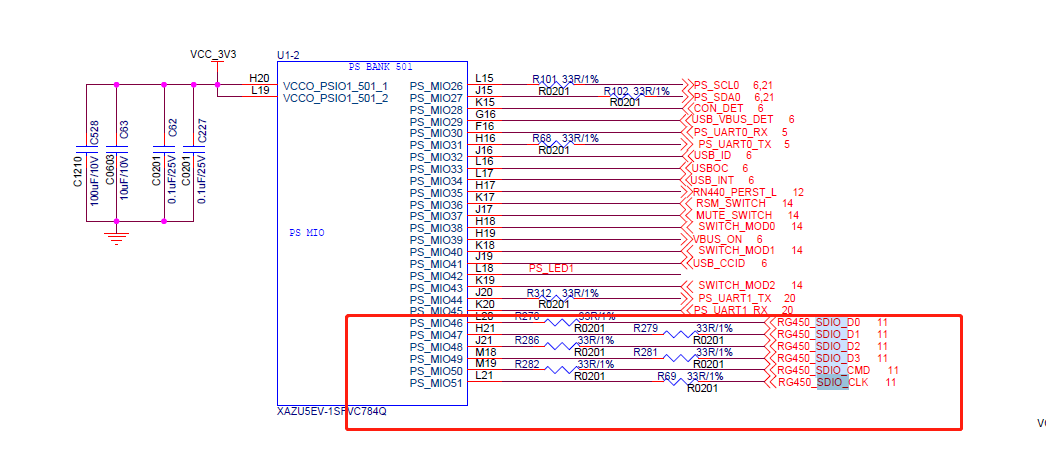 VCC_3V3
U1-2
PS BANK 501
H20
L19
VCCO_PSIO1_501_1
VCCO_PSIO1_501_2
C1210
100uF/10V
C528
C0603
10uF/10V
C63
C0201
0.1uF/25V
C62
C0201
0.1uF/25V
C227
PS MIO
PS_MIO26 L15 R101 33R/1% R0201 PS_SCL0 6,21
PS_MIO27 J15 R102 33R/1% R0201 PS_SDA0 6,21
PS_MIO28 K15 CON_DET 6
PS_MIO29 G16 USB_VBUS_DET 6
PS_MIO30 F16 PS_UART0_RX 5
PS_MIO31 H16 R68 33R/1% R0201 PS_UART0_TX 5
PS_MIO32 J16 USB_ID 6
PS_MIO33 L16 USBOC 6
PS_MIO34 L17 USB_INT 6
PS_MIO35 H17 RN440_PERST_L 12
PS_MIO36 K17 RSM_SWITCH 14
PS_MIO37 J17 MUTE_SWITCH 14
PS_MIO38 H18 SWITCH_MOD0 14
PS_MIO39 H19 VBUS_ON 6
PS_MIO40 K18 SWITCH_MOD1 14
PS_MIO41 J19 USB_CCID 6
PS_MIO42 L18 PS_LED1
PS_MIO43 K19 SWITCH_MOD2 14
PS_MIO44 J20 R312 33R/1% R0201 PS_UART1_TX 20
PS_MIO45 K20 PS_UART1_RX 20
PS_MIO46 L20 R278 33R/1% R0201 RG450_SDIO_D0 11
PS_MIO47 H21 R279 33R/1% R0201 RG450_SDIO_D1 11
PS_MIO48 J21 R286 33R/1% R0201 RG450_SDIO_D2 11
PS_MIO49 M18 R281 33R/1% R0201 RG450_SDIO_D3 11
PS_MIO50 M19 R282 33R/1% R0201 RG450_SDIO_CMD 11
PS_MIO51 L21 R69 33R/1% R0201 RG450_SDIO_CLK 11
XAZU5EV-1SFVC784Q